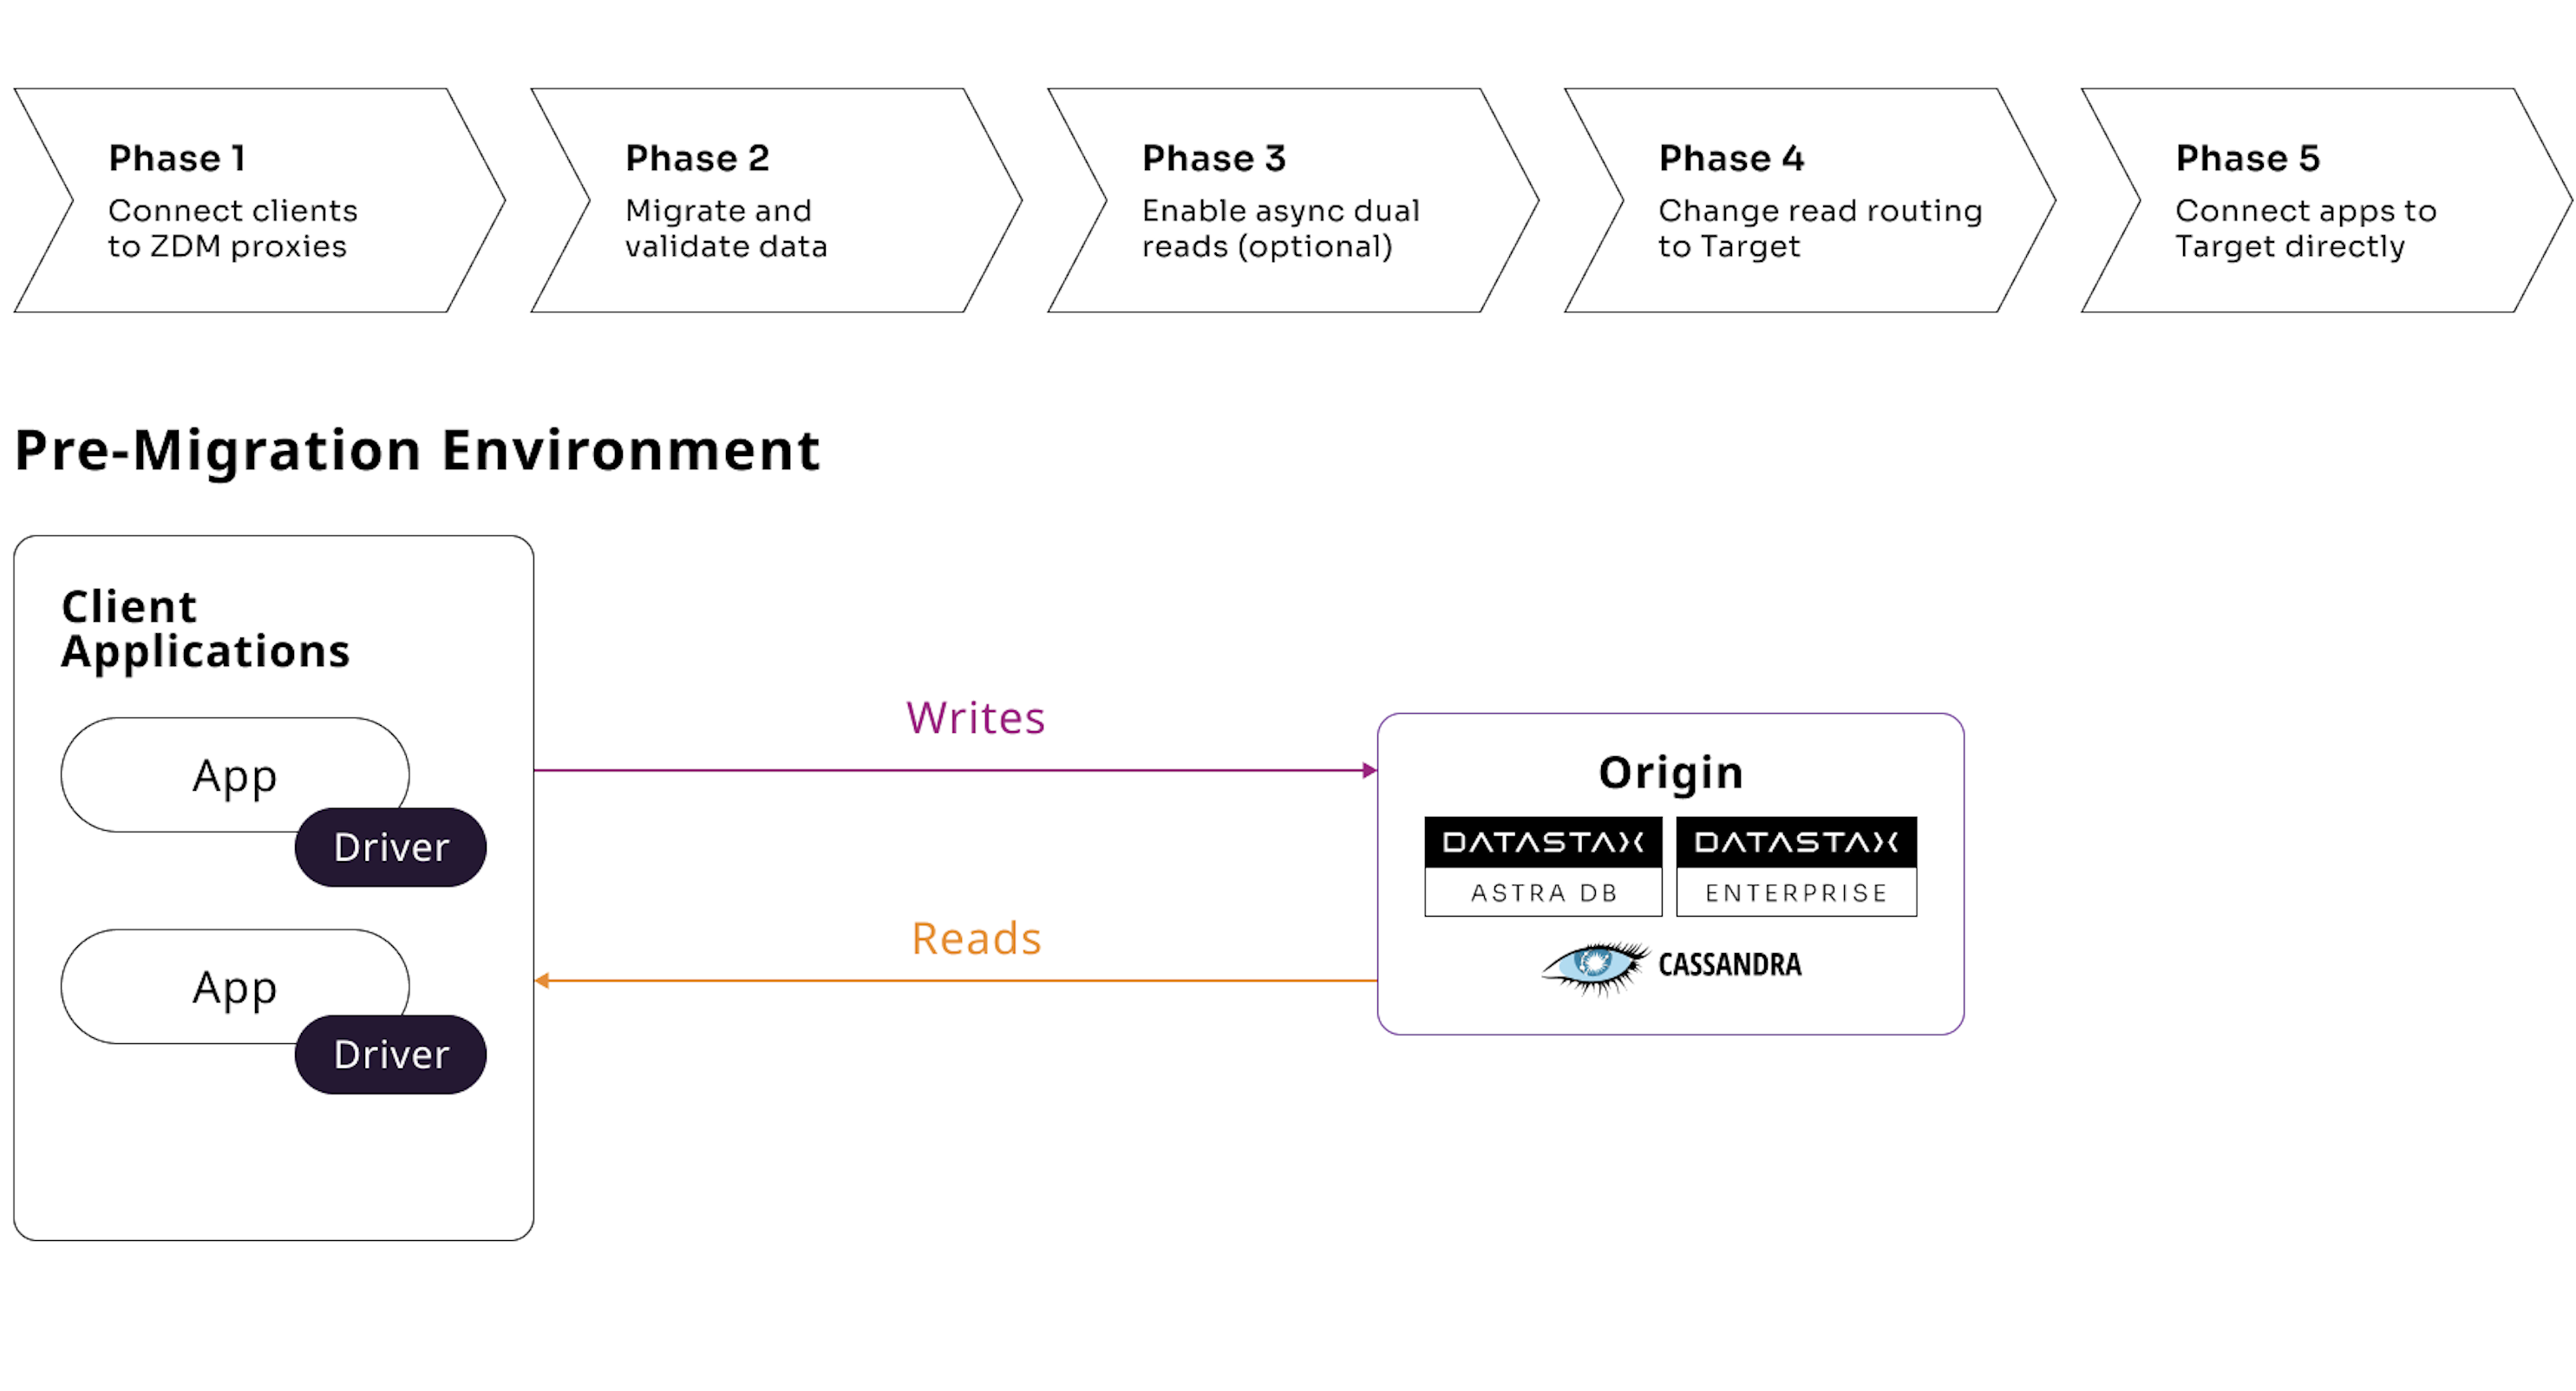 Phase 1
Connect clients
to ZDM proxies
Phase 2
Migrate and
validate data
Phase 3
Enable async dual
reads (optional)
Phase 4
Change read routing
to Target
Phase 5
Connect apps to
Target directly
Pre-Migration Environment
Client
Applications
App
Driver
App
Driver
Writes
Reads
Origin
DATASTAX
ASTRA DB
DATASTAX
ENTERPRISE
CASSANDRA